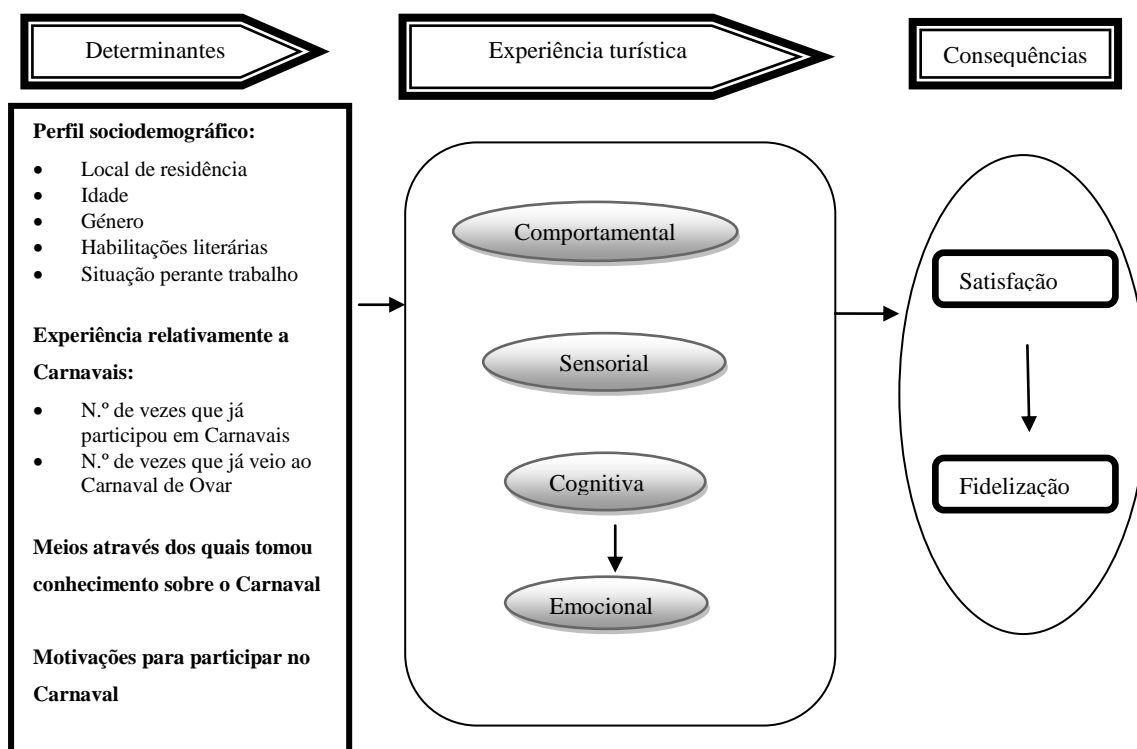 Determinantes
Experiência turística
Consequências
Perfil sociodemográfico:
• Local de residência
• Idade
• Género
• Habilitações literárias
• Situação perante trabalho
Experiência relativamente a
Carnavais:
• N.º de vezes que já
participou em Carnavais
• N.º de vezes que já veio ao
Carnaval de Ovar
Meios através dos quais tomou
conhecimento sobre o Carnaval
Motivações para participar no
Carnaval
Comportamental
Sensorial
Cognitiva
Emocional
Satisfação
Fidelização